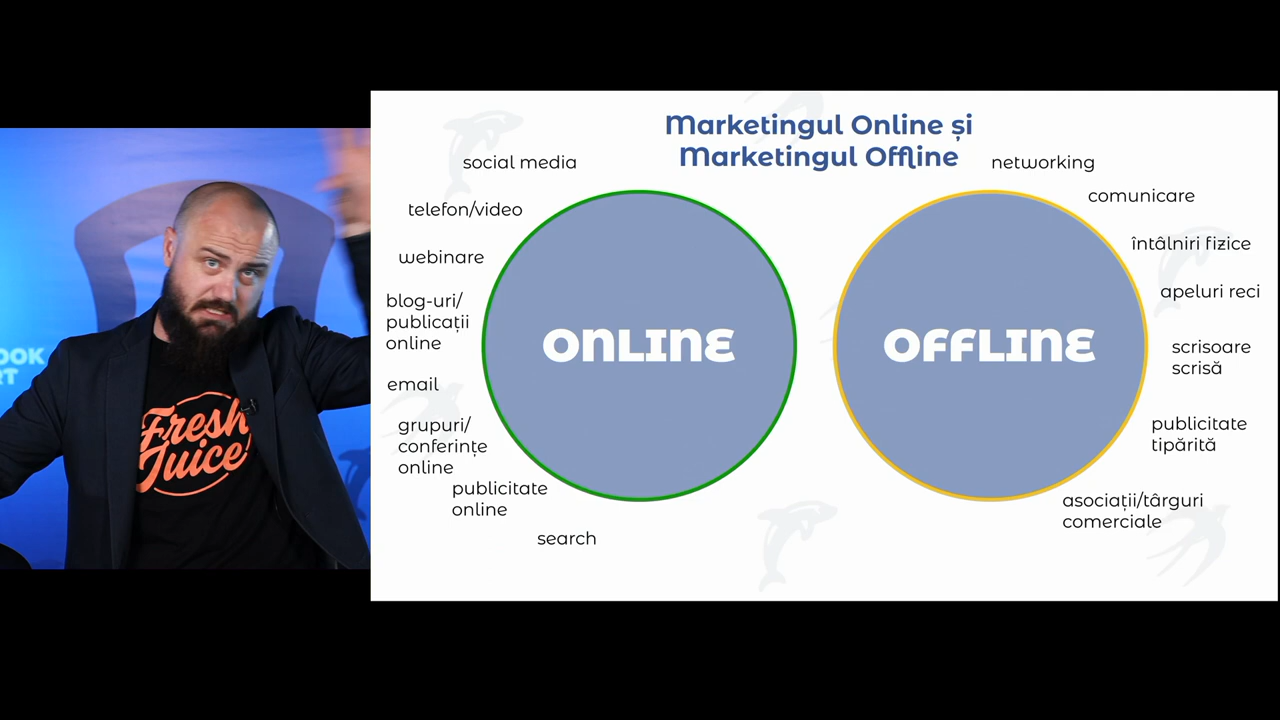 Marketingul Online și
Marketingul Offline
social media
telefon/video
webinare
blog-uri/
publicații
online
email
grupuri/
conferințe
online
publicitate
online
search
ONLINE
OFFLINE
networking
comunicare
întâlniri fizice
apeluri reci
scrisoare
scrisă
publicitate
tipărită
asociații/târguri
comerciale
Fresh
Juice